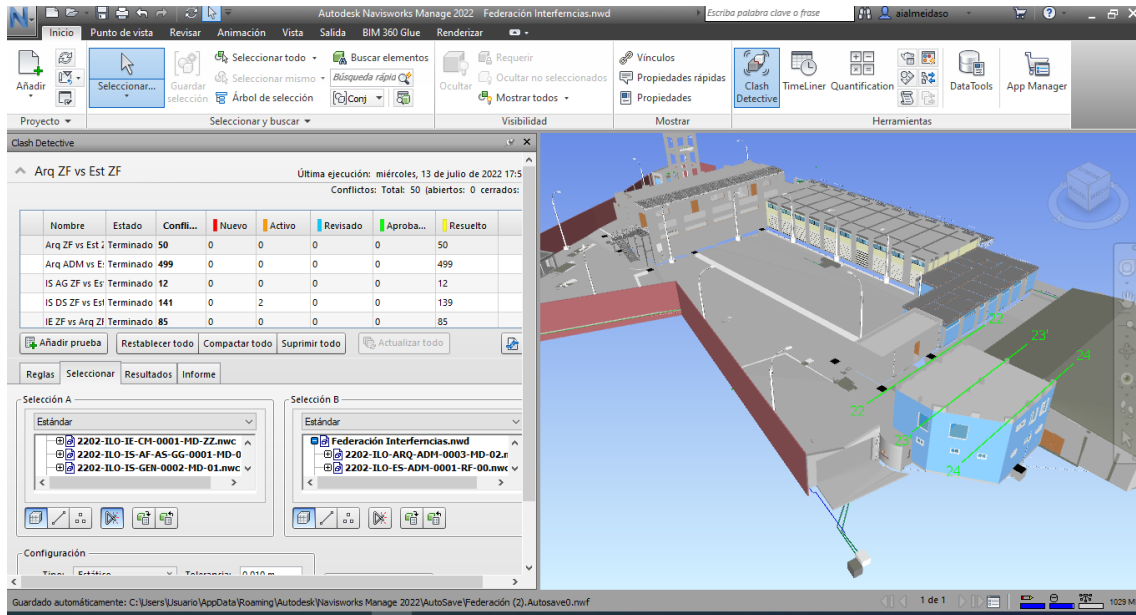 Autodesk Navisworks Manage 2022 Federación Interferncias.nwd
Escriba palabra clave o frase
aialmeidaso
Inicio Punto de vista Revisar Animación Vista Salida BIM 360 Glue Renderizar
Añadir
Seleccionar...
Guardar selección
Seleccionar todo
Seleccionar mismo
Árbol de selección
Buscar elementos
Búsqueda rápida
Conj
Ocultar
Requerir
Ocultar no seleccionados
Mostrar todos
Vínculos
Propiedades rápidas
Propiedades
Clash Detective
TimeLiner
Quantification
DataTools
App Manager
Proyecto Seleccionar y buscar Visibilidad Mostrar Herramientas
Clash Detective
Arq ZF vs Est ZF
Última ejecución: miércoles, 13 de julio de 2022 17:5
Conflictos: Total: 50 (abiertos: 0 cerrados:
Nombre Estado Confli... Nuevo Activo Revisado Aproba... Resuelto
Arq ZF vs Est Z Terminado 50 0 0 0 0 50
Arq ADM vs E: Terminado 499 0 0 0 0 499
IS AG ZF vs Es Terminado 12 0 0 0 0 12
IS DS ZF vs Est Terminado 141 0 2 0 0 139
IE ZF vs Arq ZI Terminado 85 0 0 0 0 85
Añadir prueba Restablecer todo Compactar todo Suprimir todo Actualizar todo
Reglas Seleccionar Resultados Informe
Selección A
Estándar
2202-ILO-IE-CM-0001-MD-ZZ.nwc
2202-ILO-IS-AF-AS-GG-0001-MD-0
2202-ILO-IS-GEN-0002-MD-01.nwc
Selección B
Estándar
Federación Interferncias.nwd
2202-ILO-ARQ-ADM-0003-MD-02.n
2202-ILO-ES-ADM-0001-RF-00.nwc
Configuración
Tipo: Estático Tolerancia: 0,010 m
22
23'
24
22
23'
24
Guardado automáticamente: C:\Users\Usuario\AppData\Roaming\Autodesk\Navisworks Manage 2022\AutoSave\Federación (2).Autosave0.nwf
1 de 1
1029 M